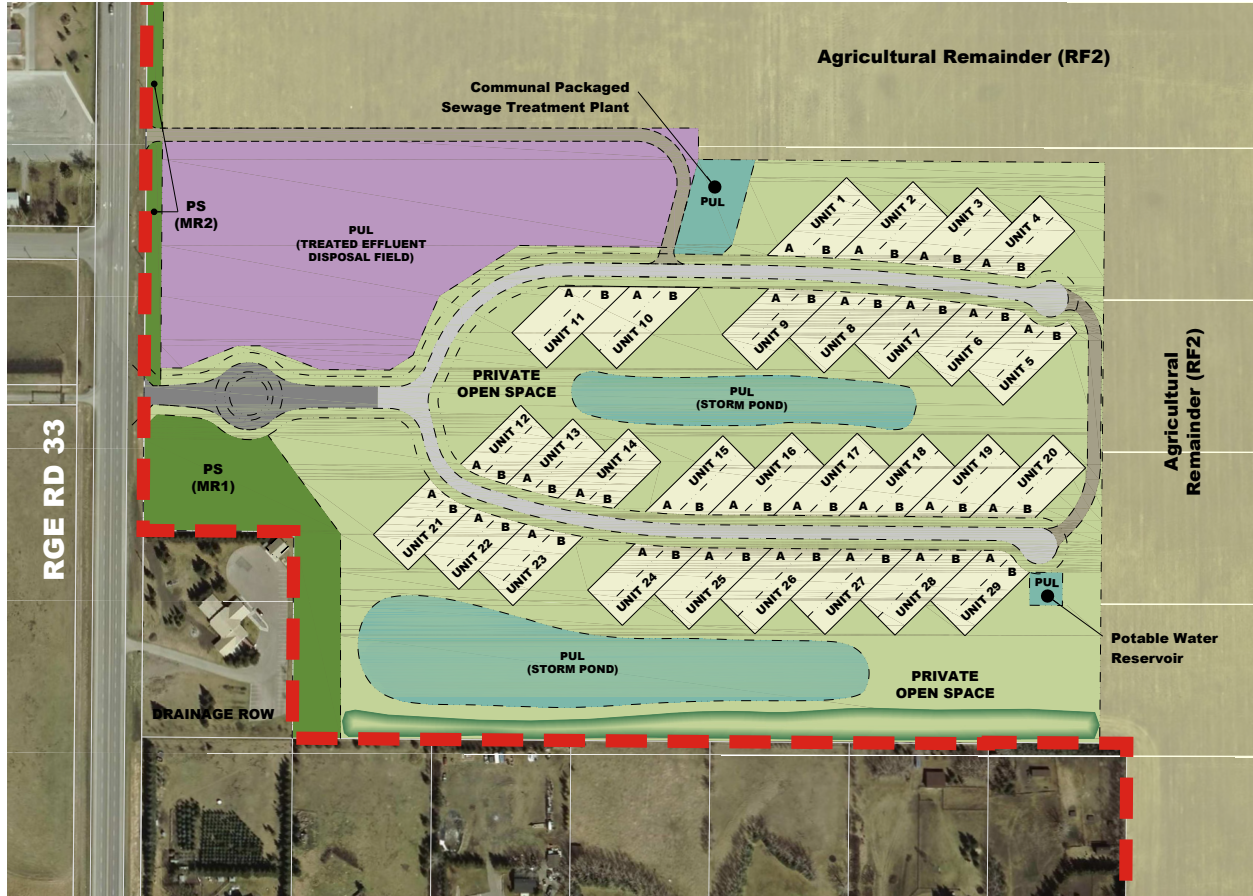 Agricultural Remainder (RF2)
Communal Packaged
Sewage Treatment Plant
PS
(MR2)
PUL
(TREATED EFFLUENT
DISPOSAL FIELD)
PUL
UNIT 1
UNIT 2
UNIT 3
UNIT 4
A B A B A B A B
A B A B
UNIT 11
UNIT 10
A B A B A B A B A B
UNIT 9
UNIT 8
UNIT 7
UNIT 6
UNIT 5
Agricultural
Remainder (RF2)
PRIVATE
OPEN SPACE
PUL
(STORM POND)
RGE RD 33
PS
(MR1)
UNIT 12
UNIT 13
UNIT 14
A B A B A B
UNIT 15
UNIT 16
UNIT 17
UNIT 18
UNIT 19
UNIT 20
A B A B A B A B A B A B
A B A B A B
UNIT 21
UNIT 22
UNIT 23
A B A B A B A B A B A B
UNIT 24
UNIT 25
UNIT 26
UNIT 27
UNIT 28
UNIT 29
PUL
Potable Water
Reservoir
PUL
(STORM POND)
PRIVATE
OPEN SPACE
DRAINAGE ROW